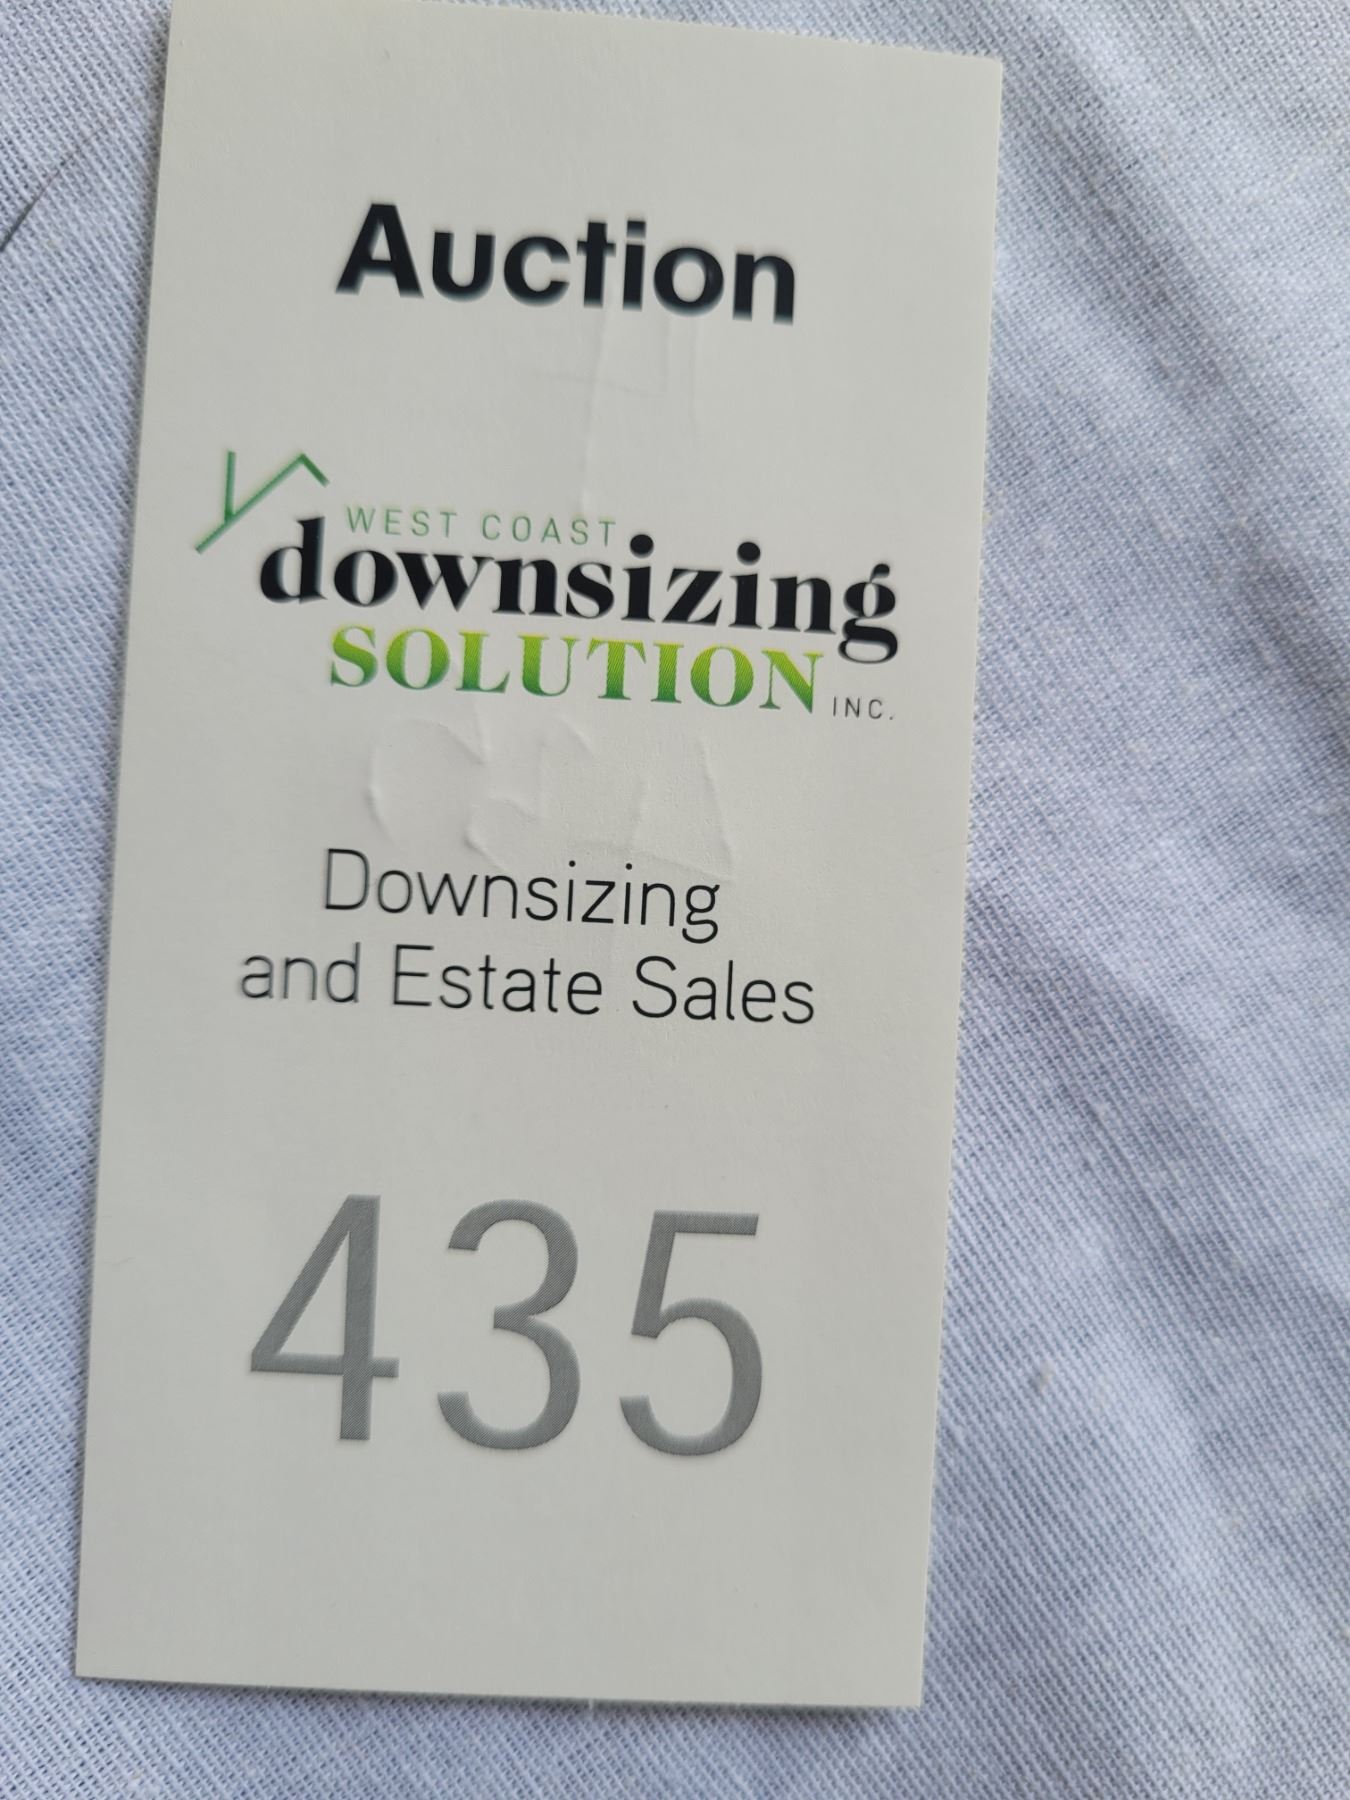 Auction
WEST COAST
downsizing
SOLUTION INC.
Downsizing
and Estate Sales
435